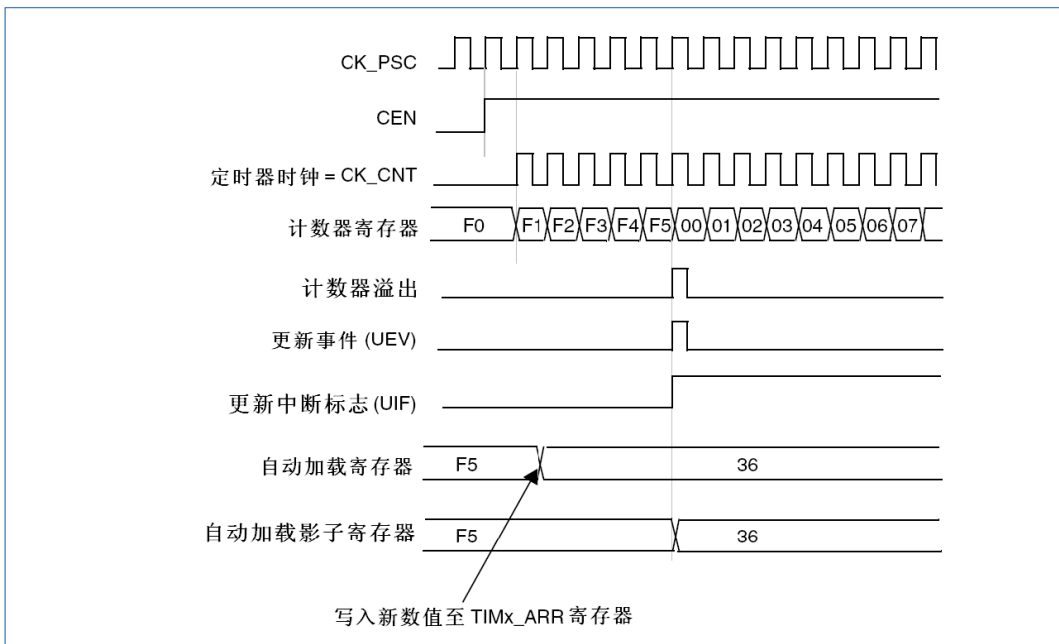 CK_PSC
CEN
定时器时钟 = CK_CNT
计数器寄存器 F0 F1 F2 F3 F4 F5 00 01 02 03 04 05 06 07
计数器溢出
更新事件 (UEV)
更新中断标志 (UIF)
自动加载寄存器 F5 36
自动加载影子寄存器 F5 36
写入新数值至 TIMx_ARR 寄存器